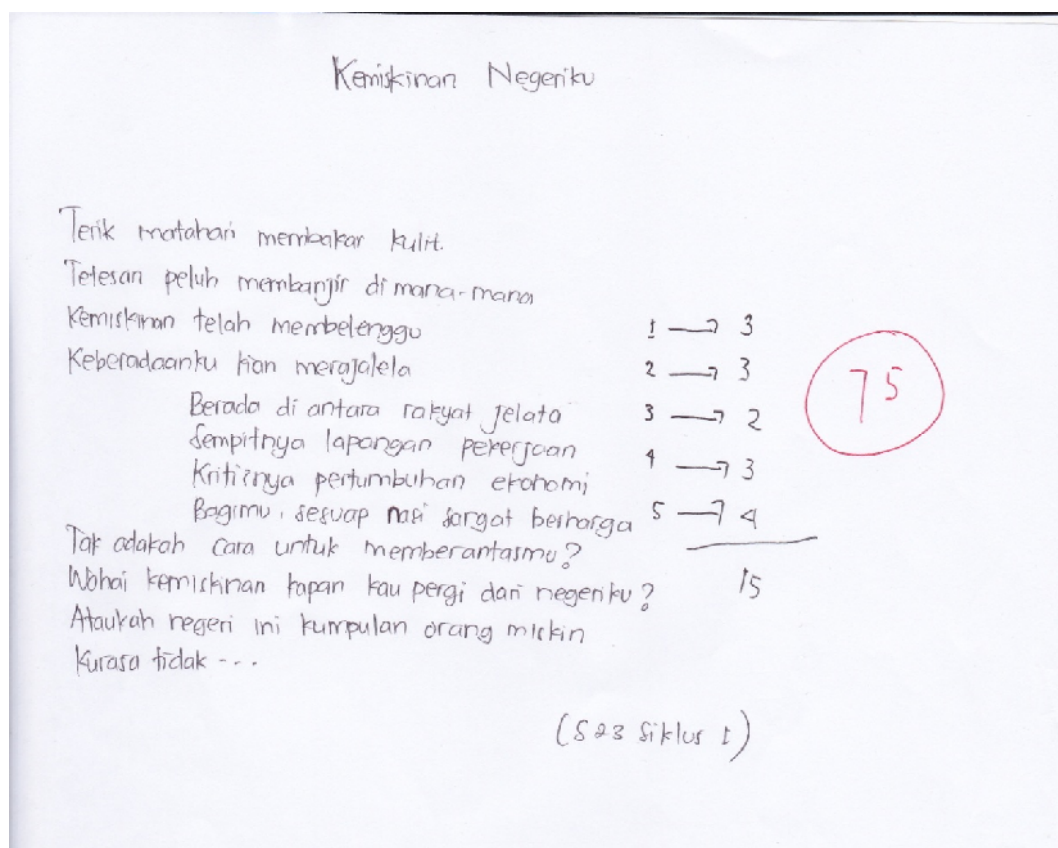 Kemiskinan Negeriku
Terik matahari membakar kulit.
Tetesan peluh membanjir di mana-mana
Kemiskinan telah membelenggu
Keberadaanku kian merajalela
Berada di antara rakyat jelata
Sempitnya lapangan pekerjaan
Kritisnya pertumbuhan ekonomi
Bagimu, sesuap nasi sangat berharga
Tak adakah cara untuk memberantasmu?
Wahai kemiskinan kapan kau pergi dari negeriku?
Ataukah negeri ini kumpulan orang miskin
Kurasa tidak ---
1 → 3
2 → 3
3 → 2
4 → 3
5 → 4
15
75
(S23 Siklus I)